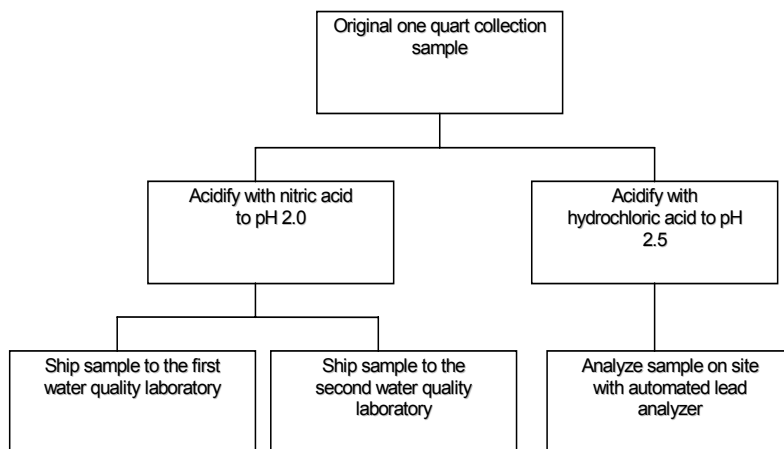 Original one quart collection
sample
Acidify with nitric acid
to pH 2.0
Acidify with
hydrochloric acid to pH
2.5
Ship sample to the first
water quality laboratory
Ship sample to the
second water quality
laboratory
Analyze sample on site
with automated lead
analyzer